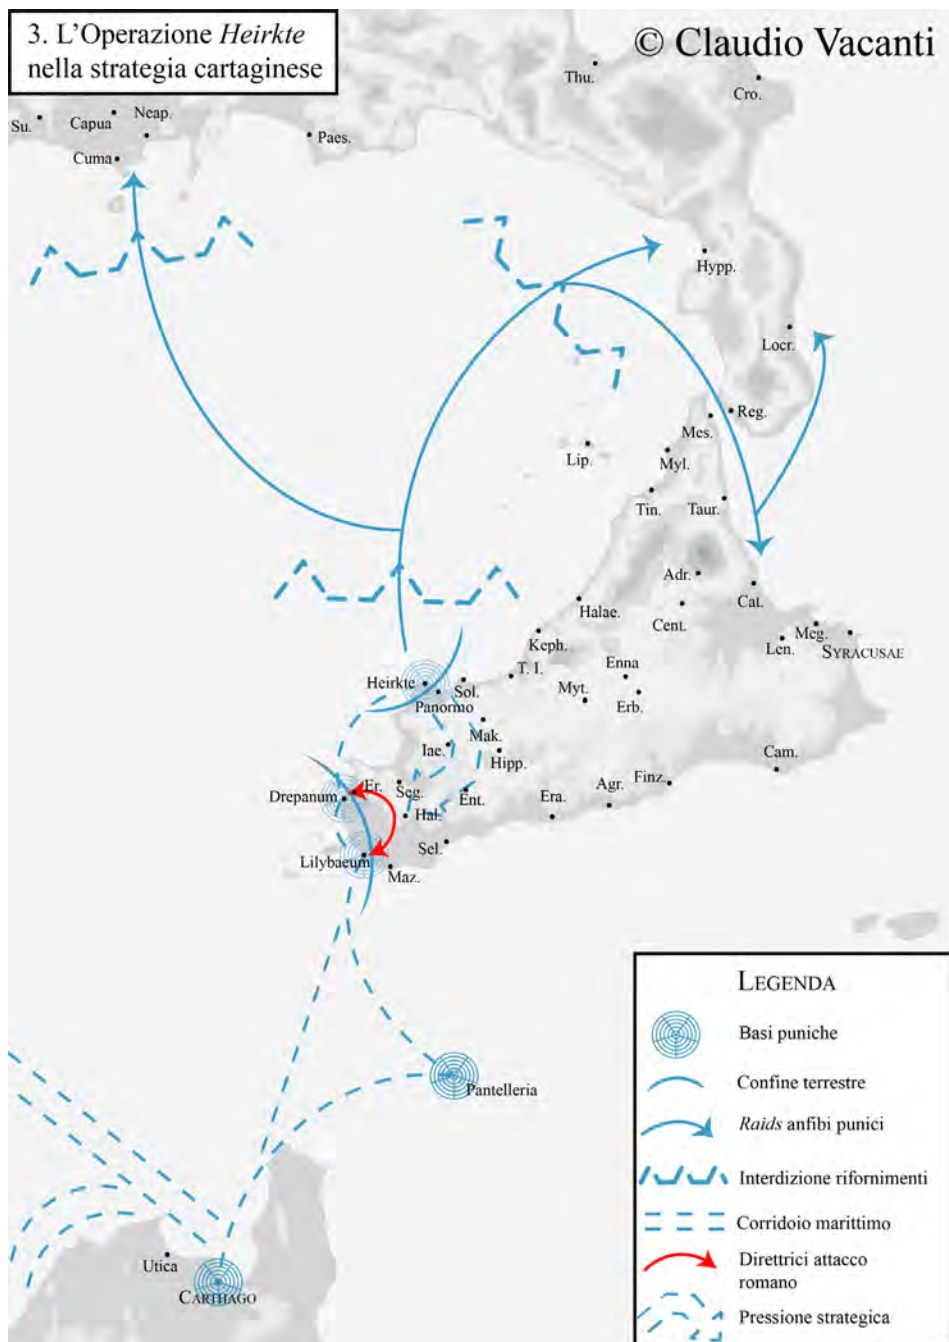 3. L’Operazione Heirkte
nella strategia cartaginese
© Claudio Vacanti
Thu.
Cro.
Su.
Capua
Neap.
Paes.
Cuma
Hypp.
Locr.
Reg.
Mes.
Lip.
Myl.
Tin.
Taur.
Adr.
Cat.
Halae.
Cent.
Meg.
Len.
SYRACUSAE
Keph.
T. I.
Enna
Heirkte
Sol.
Panormo
Myt.
Erb.
Mak.
Iae.
Hipp.
Cam.
Finz.
Er.
Seg.
Ent.
Agr.
Drepanum
Era.
Hal.
Sel.
Lilybaeum
Maz.
Pantelleria
Utica
CARTHAGO
LEGENDA
Basi puniche
Confine terrestre
Raids anfibi punici
Interdizione rifornimenti
Corridoio marittimo
Direttrici attacco
romano
Pressione strategica